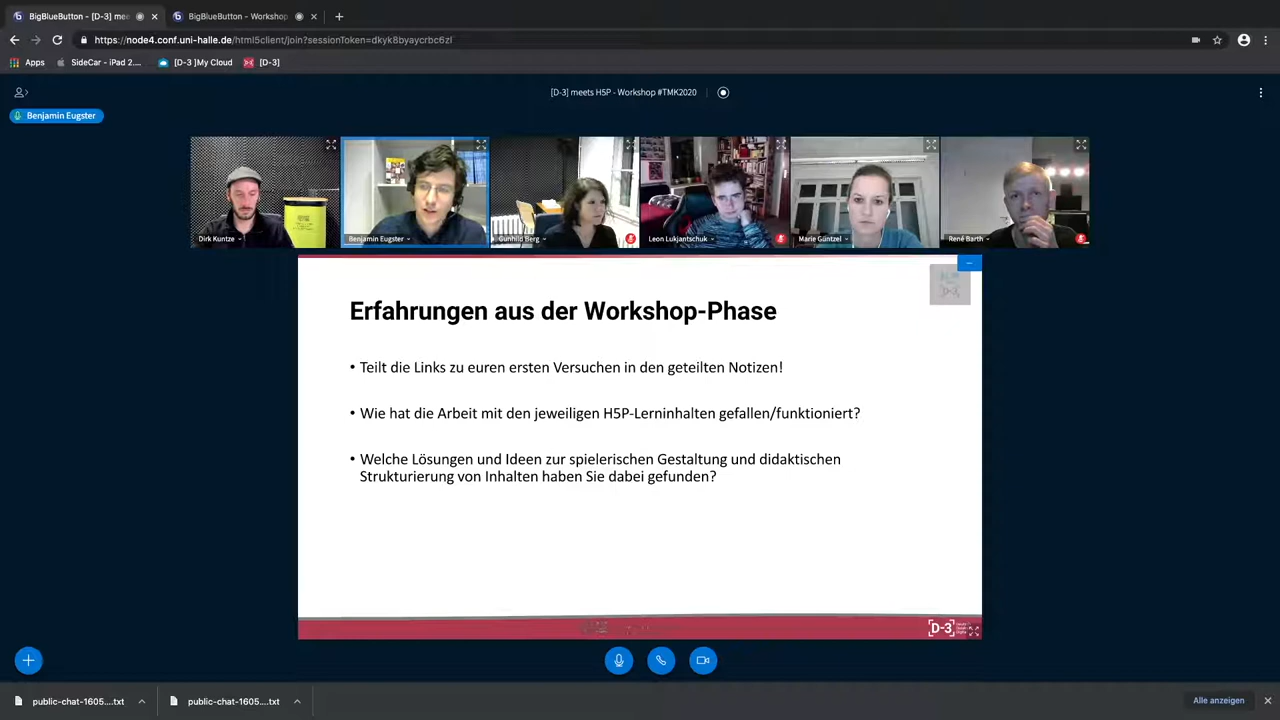 BigBlueButton - [D-3] mee
BigBlueButton - Workshop
https://node4.conf.uni-halle.de/html5client/join?sessionToken=dkyk8byaycrbc6zl
Apps
SideCar - iPad 2....
[D-3 ]My Cloud
[D-3]
[D-3] meets H5P - Workshop #TMK2020
Benjamin Eugster
Dirk Kuntze
Benjamin Eugster
Gunhild Berg
Leon Lukjantschuk
Marie Güntzel
René Barth
Erfahrungen aus der Workshop-Phase
• Teilt die Links zu euren ersten Versuchen in den geteilten Notizen!
• Wie hat die Arbeit mit den jeweiligen H5P-Lerninhalten gefallen/funktioniert?
• Welche Lösungen und Ideen zur spielerischen Gestaltung und didaktischen
Strukturierung von Inhalten haben Sie dabei gefunden?
[D-3]
public-chat-1605....txt
public-chat-1605....txt
Alle anzeigen